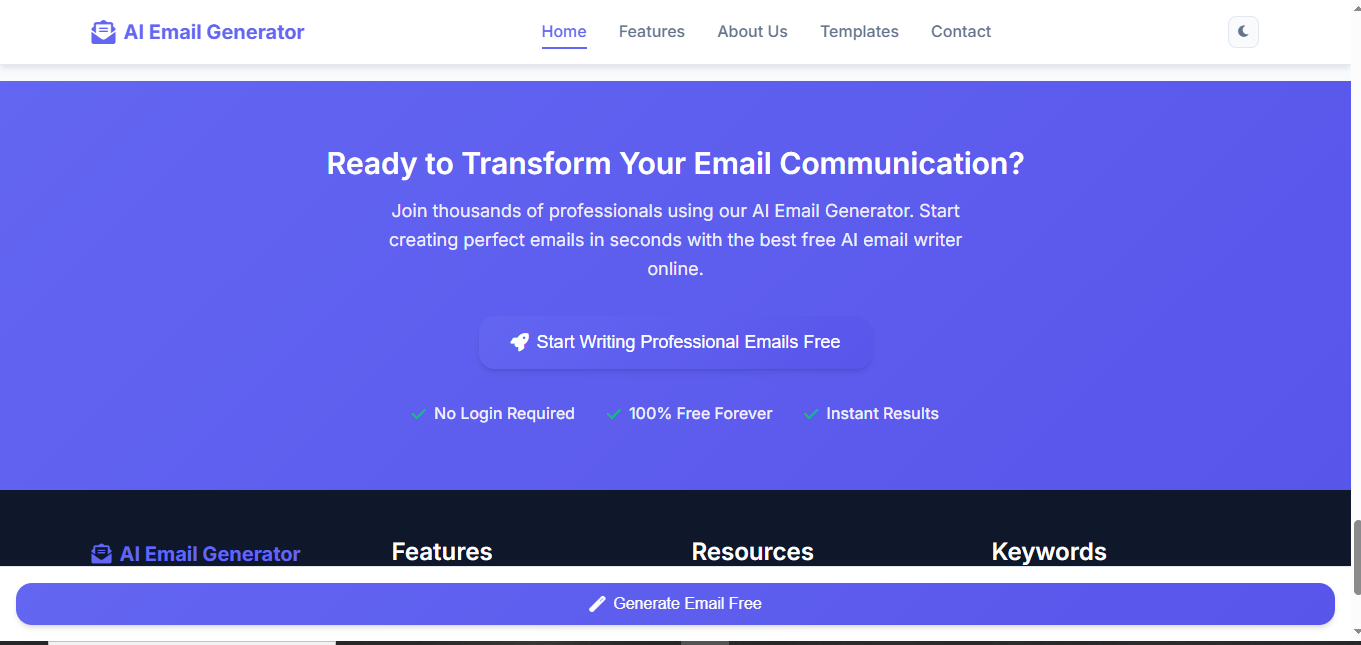 AI Email Generator
Home
Features
About Us
Templates
Contact
Ready to Transform Your Email Communication?
Join thousands of professionals using our AI Email Generator. Start
creating perfect emails in seconds with the best free AI email writer
online.
Start Writing Professional Emails Free
No Login Required
100% Free Forever
Instant Results
AI Email Generator
Features
Resources
Keywords
Generate Email Free